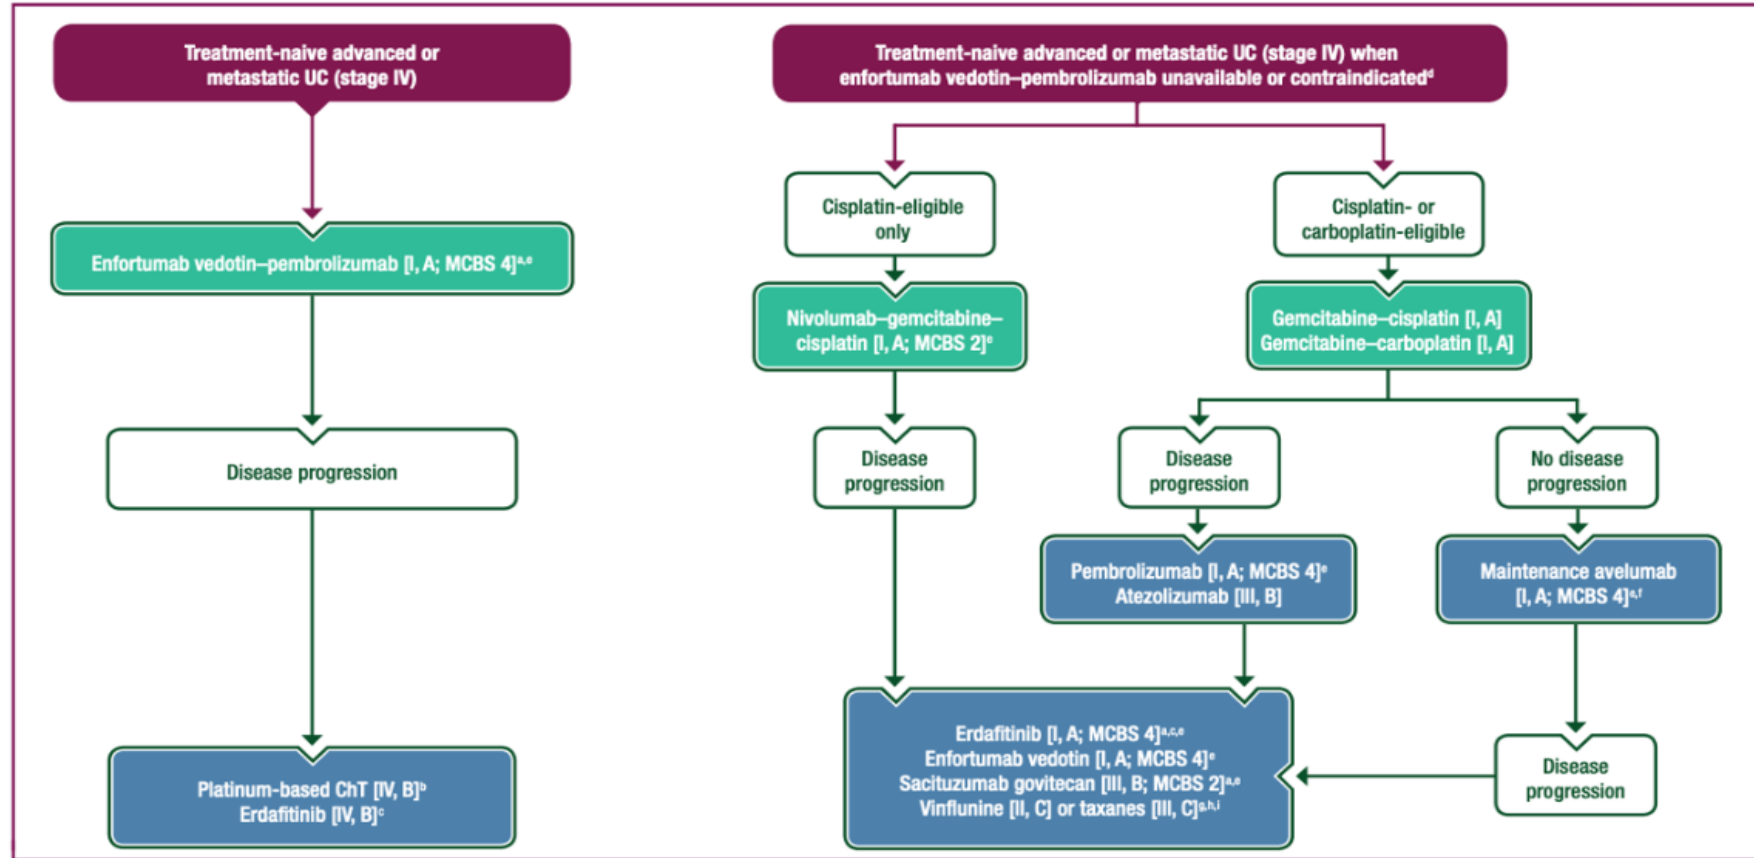 Treatment-naive advanced or
metastatic UC (stage IV)
Enfortumab vedotin–pembrolizumab [I, A; MCBS 4]a,e
Disease progression
Platinum-based ChT [IV, B]b
Erdafitinib [IV, B]c
Treatment-naive advanced or metastatic UC (stage IV) when
enfortumab vedotin–pembrolizumab unavailable or contraindicatedd
Cisplatin-eligible
only
Nivolumab–gemcitabine–
cisplatin [I, A; MCBS 2]e
Disease
progression
Cisplatin- or
carboplatin-eligible
Gemcitabine–cisplatin [I, A]
Gemcitabine–carboplatin [I, A]
Disease
progression
Pembrolizumab [I, A; MCBS 4]e
Atezolizumab [III, B]
No disease
progression
Maintenance avelumab
[I, A; MCBS 4]e,f
Disease
progression
Erdafitinib [I, A; MCBS 4]a,c,e
Enfortumab vedotin [I, A; MCBS 4]e
Sacituzumab govitecan [III, B; MCBS 2]a,e
Vinflunine [II, C] or taxanes [III, C]g,h,i